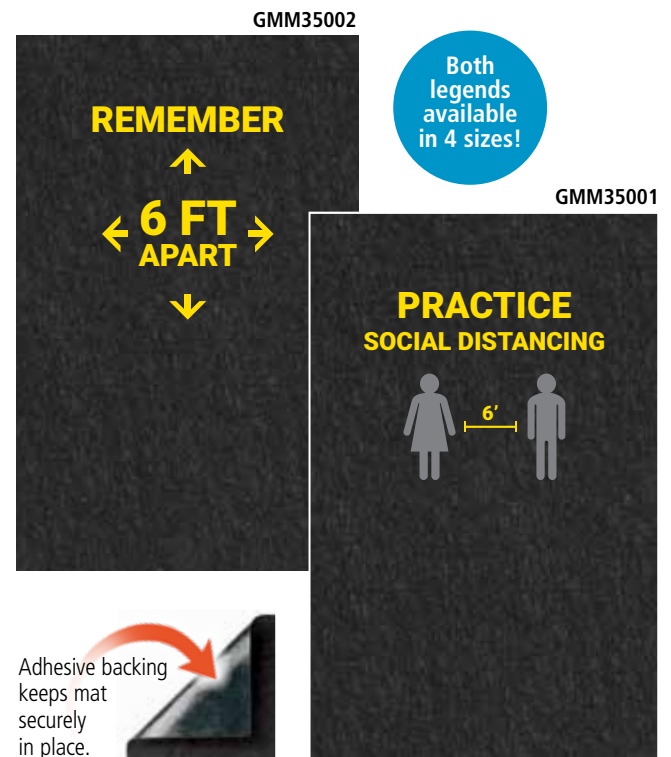 GMM35002
REMEMBER
6 FT
APART
Both
legends
available
in 4 sizes!
GMM35001
PRACTICE
SOCIAL DISTANCING
6’
Adhesive backing
keeps mat
securely
in place.